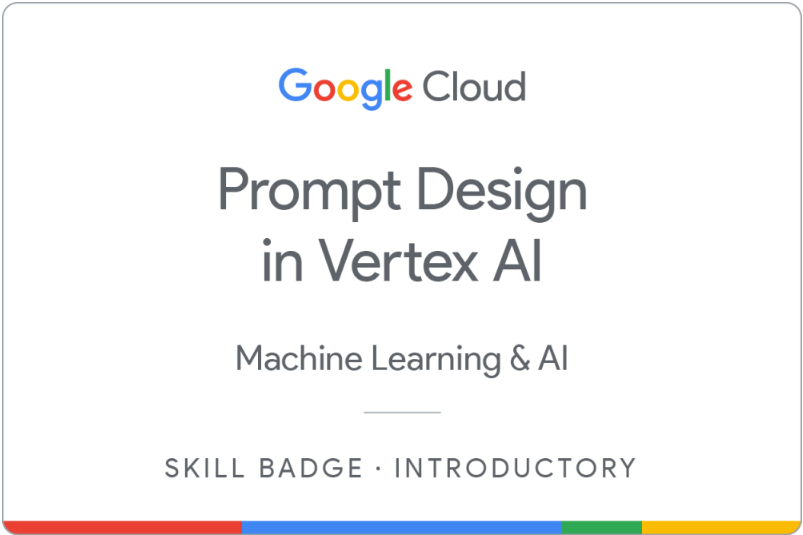 Google Cloud
Prompt Design
in Vertex AI
Machine Learning & AI
SKILL BADGE · INTRODUCTORY